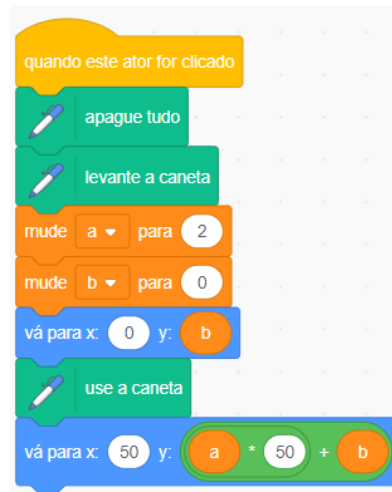 quando este ator for clicado
apague tudo
levante a caneta
mude a para 2
mude b para 0
vá para x: 0 y: b
use a caneta
vá para x: 50 y: a * 50 + b